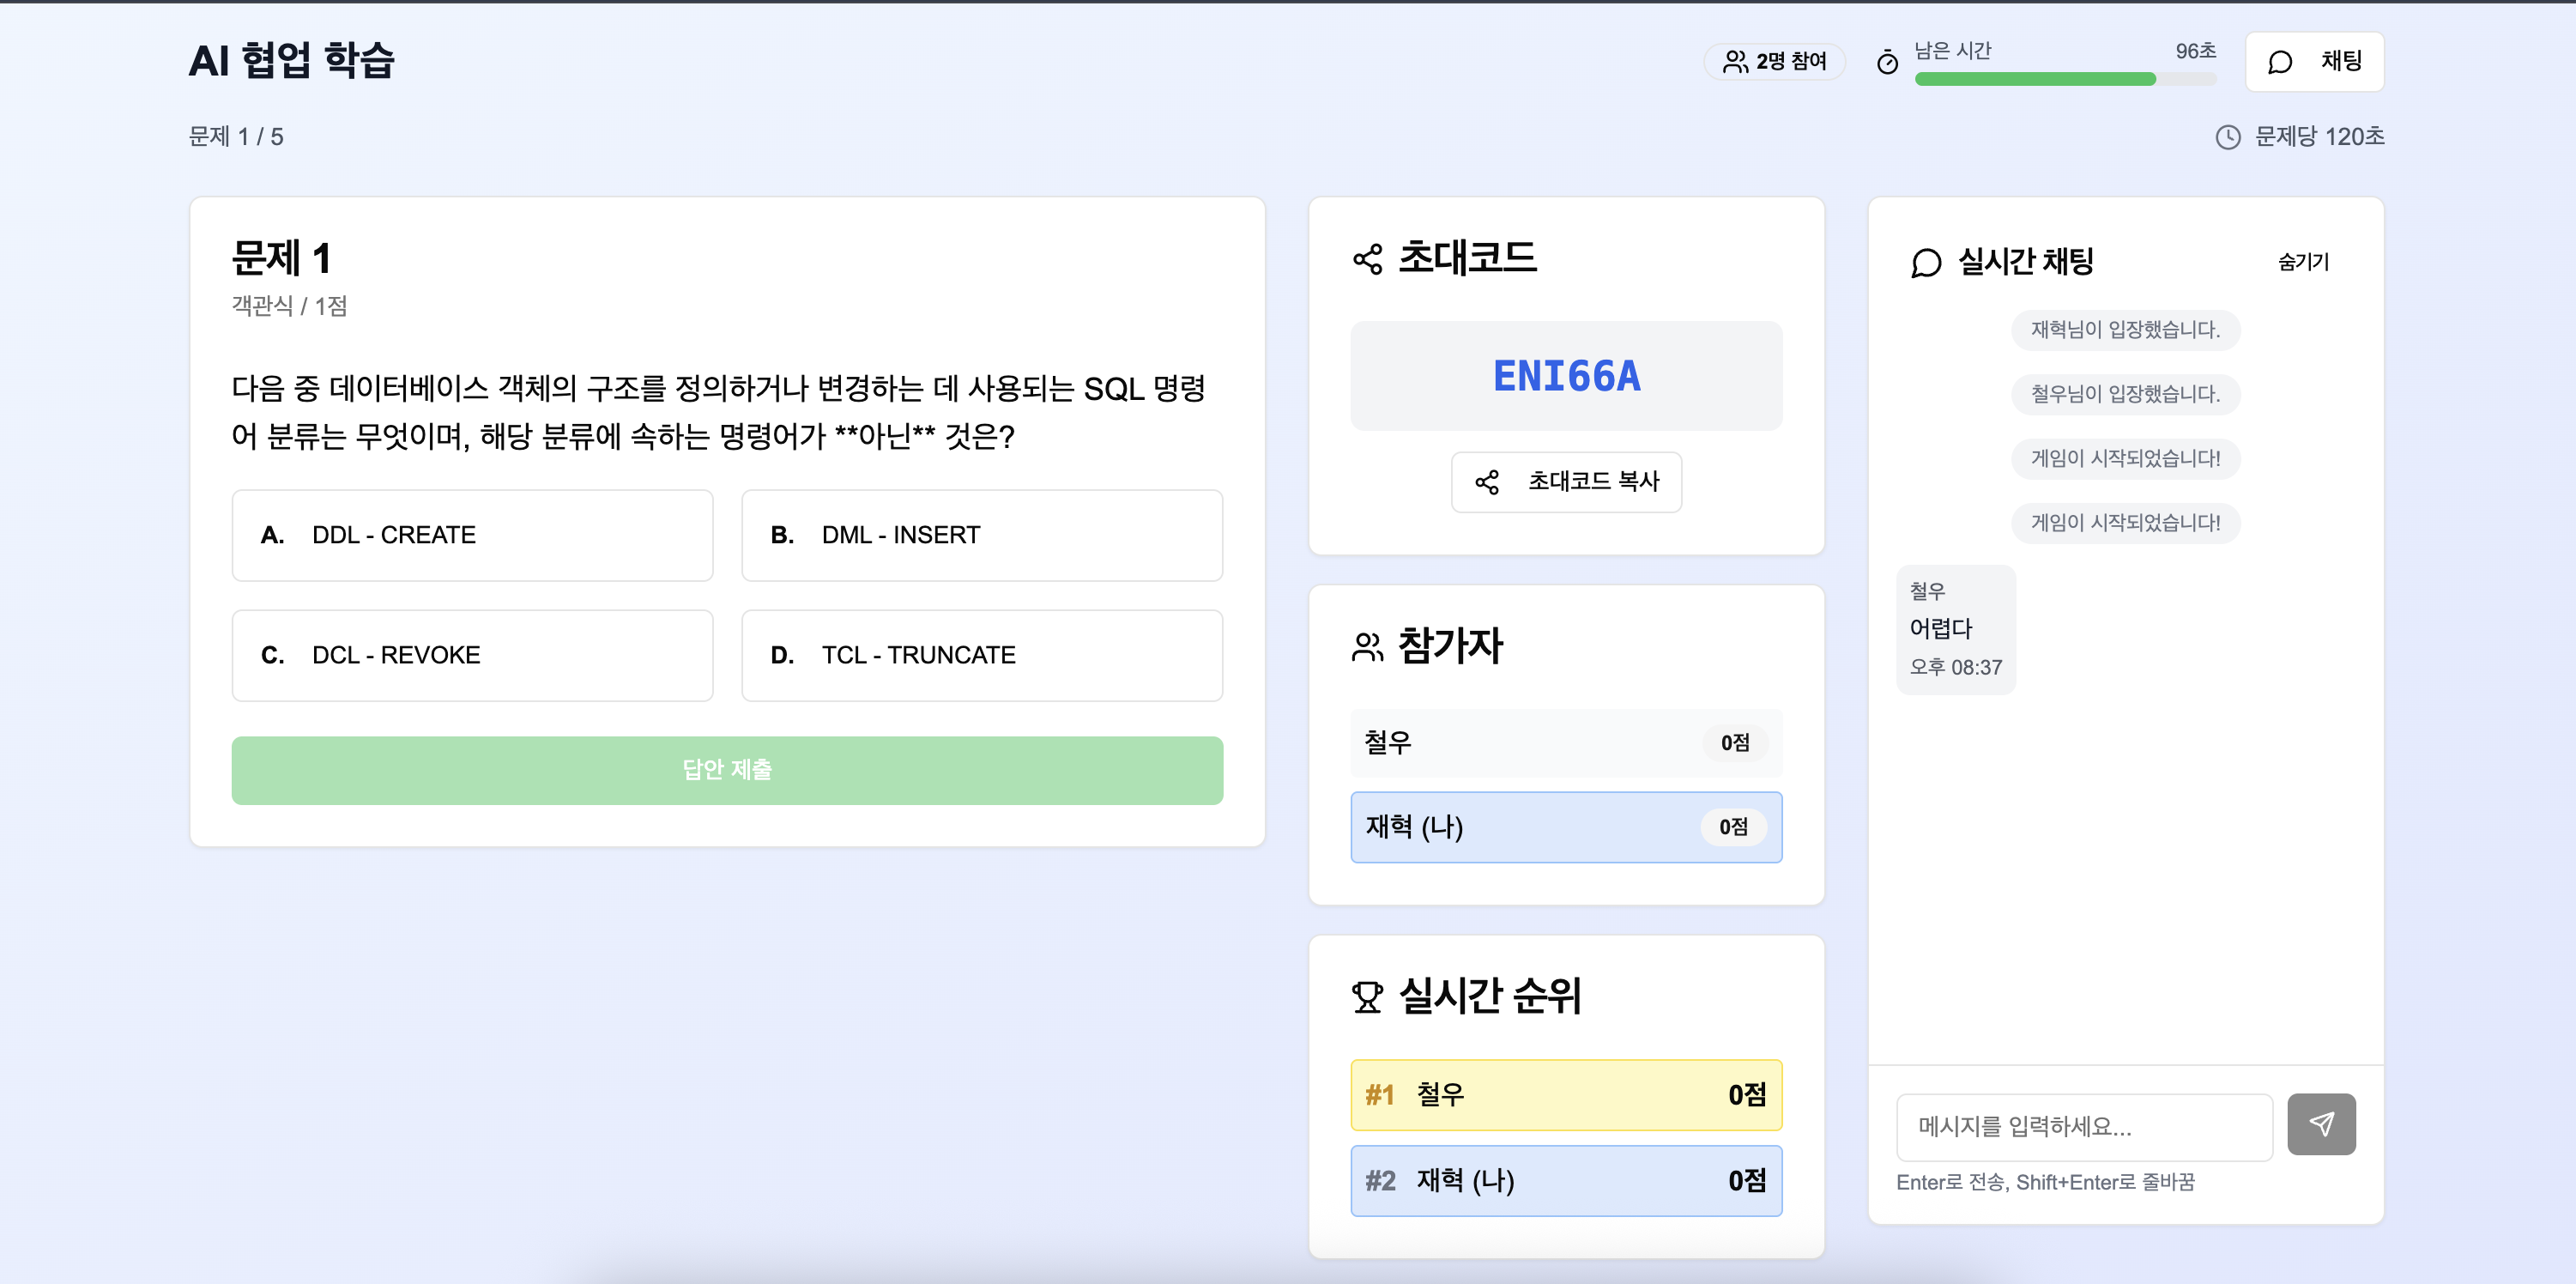 AI 협업 학습
2명 참여
남은 시간
96초
채팅
문제 1 / 5
문제당 120초
문제 1
객관식 / 1점
다음 중 데이터베이스 객체의 구조를 정의하거나 변경하는 데 사용되는 SQL 명령
어 분류는 무엇이며, 해당 분류에 속하는 명령어가 **아닌** 것은?
A. DDL - CREATE
B. DML - INSERT
C. DCL - REVOKE
D. TCL - TRUNCATE
답안 제출
초대코드
ENI66A
초대코드 복사
참가자
철우 0점
재혁 (나) 0점
실시간 순위
#1 철우 0점
#2 재혁 (나) 0점
실시간 채팅
숨기기
재혁님이 입장했습니다.
철우님이 입장했습니다.
게임이 시작되었습니다!
게임이 시작되었습니다!
철우
어렵다
오후 08:37
메시지를 입력하세요...
Enter로 전송, Shift+Enter로 줄바꿈